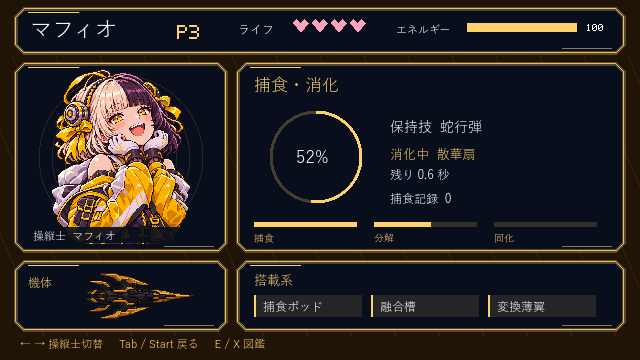 マフィオ P3 ライフ エネルギー 100
捕食・消化
52%
保持技 蛇行弾
消化中 散華扇
残り 0.6 秒
捕食記録 0
捕食 分解 同化
操縦士 マフィオ
機体
搭載系
捕食ポッド 融合槽 変換薄翼
← → 操縦士切替 Tab / Start 戻る E / X 図鑑